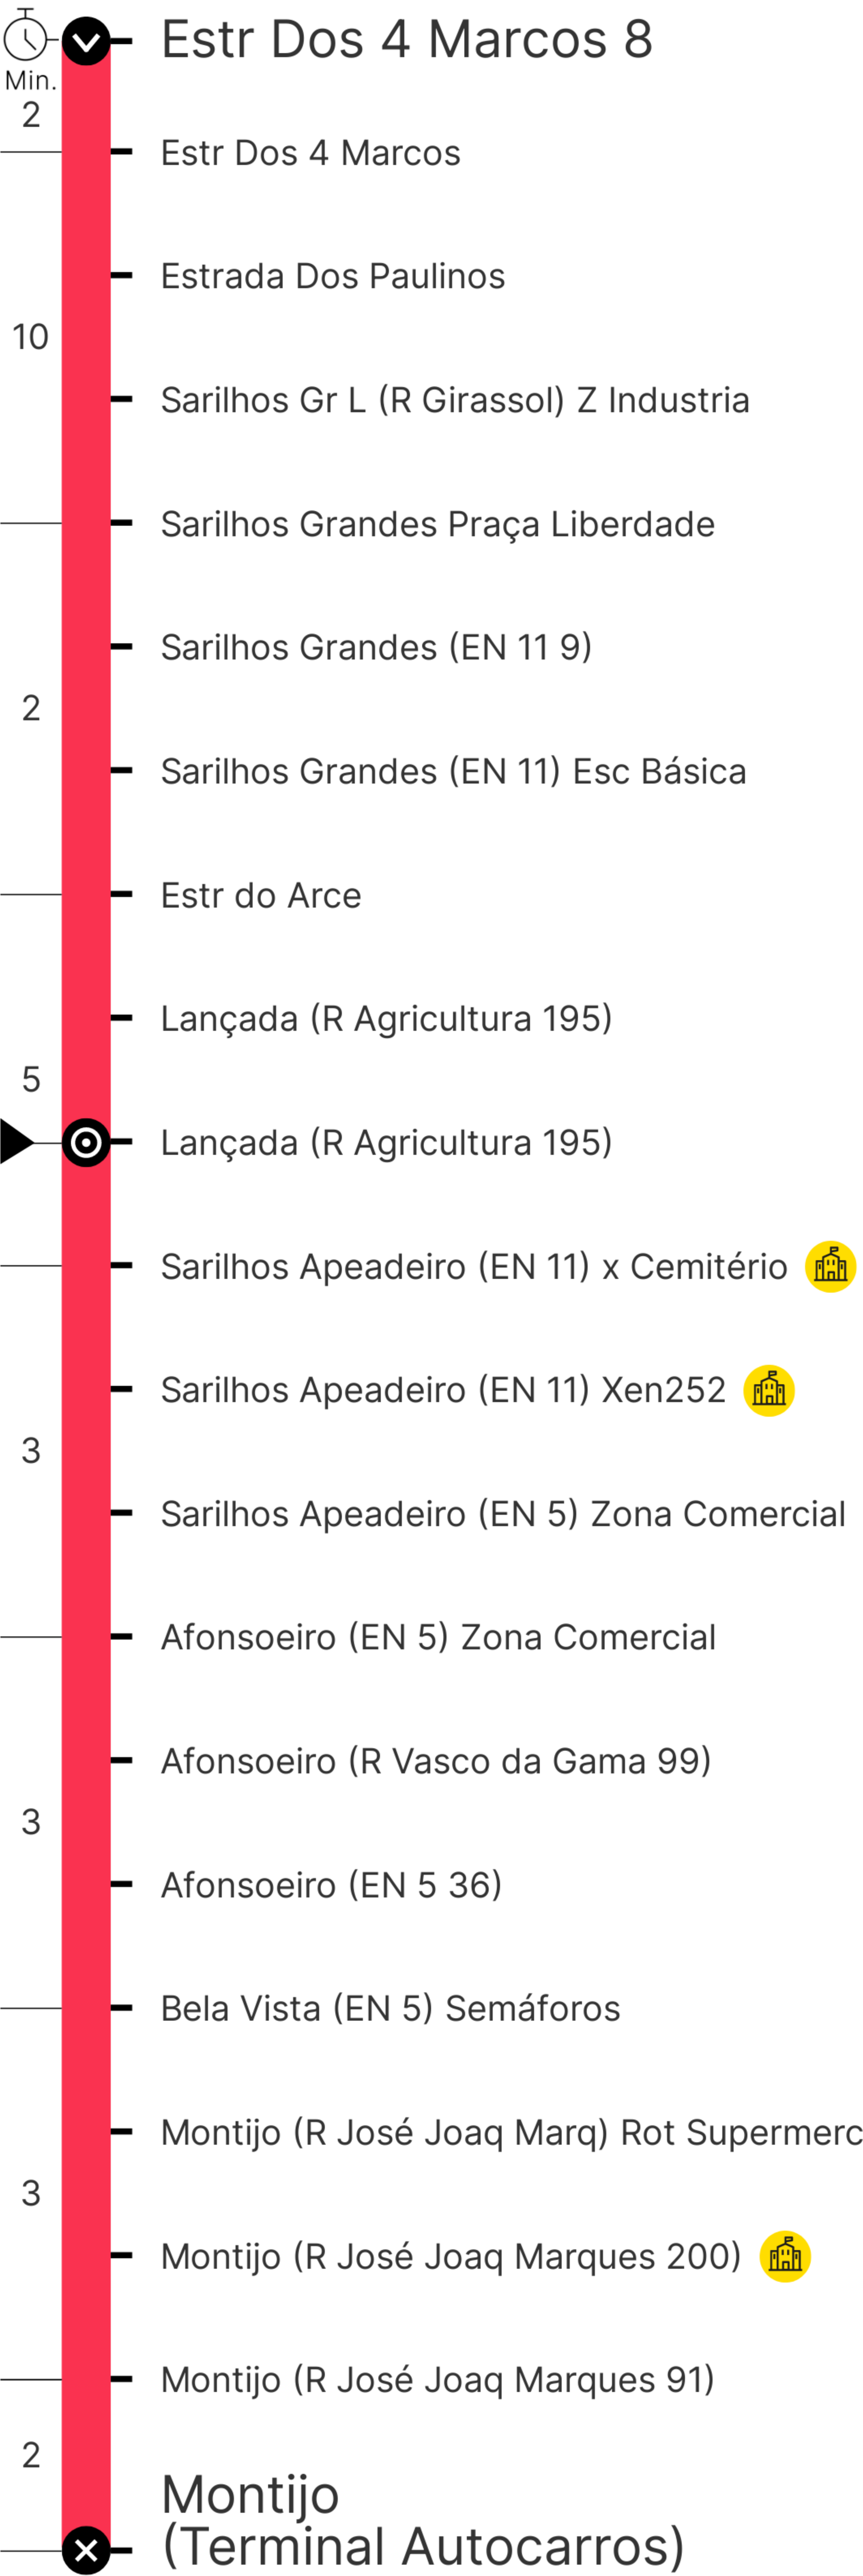 Estr Dos 4 Marcos 8
Min.
2
Estr Dos 4 Marcos
Estrada Dos Paulinos
10
Sarilhos Gr L (R Girassol) Z Industria
Sarilhos Grandes Praça Liberdade
Sarilhos Grandes (EN 11 9)
2
Sarilhos Grandes (EN 11) Esc Básica
Estr do Arce
Lançada (R Agricultura 195)
5
Lançada (R Agricultura 195)
Sarilhos Apeadeiro (EN 11) x Cemitério
Sarilhos Apeadeiro (EN 11) Xen252
3
Sarilhos Apeadeiro (EN 5) Zona Comercial
Afonsoeiro (EN 5) Zona Comercial
Afonsoeiro (R Vasco da Gama 99)
3
Afonsoeiro (EN 5 36)
Bela Vista (EN 5) Semáforos
Montijo (R José Joaq Marq) Rot Supermerc
3
Montijo (R José Joaq Marques 200)
Montijo (R José Joaq Marques 91)
2
Montijo
(Terminal Autocarros)